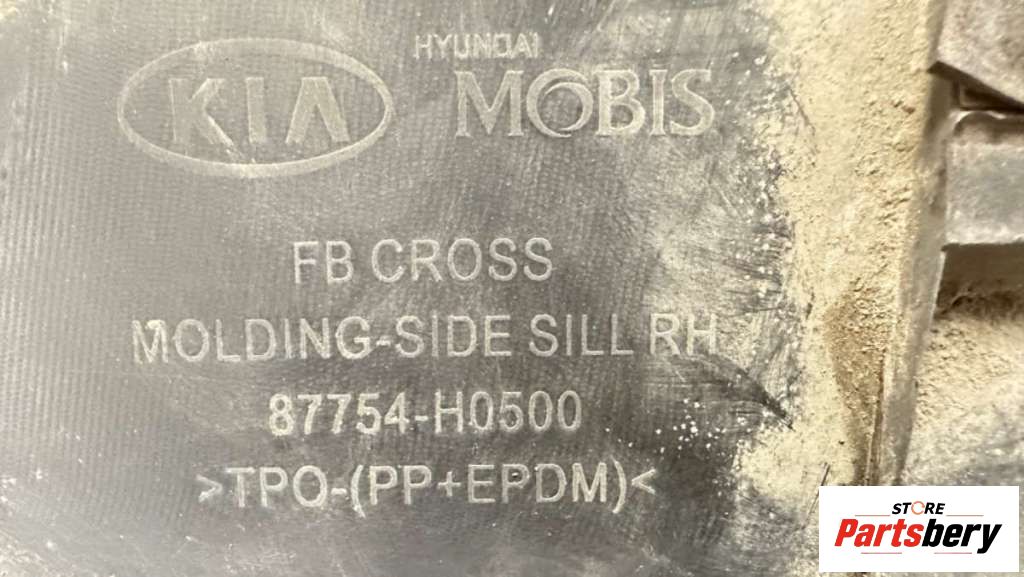 KIA
HYUNDAI
MOBIS
FB CROSS
MOLDING-SIDE SILL RH
87754-H0500
>TPO-(PP+EPDM)<
STORE
Partsbery